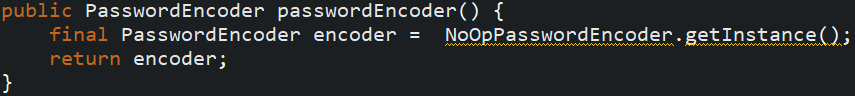 public PasswordEncoder passwordEncoder() {
    final PasswordEncoder encoder =  NoOpPasswordEncoder.getInstance();
    return encoder;
}